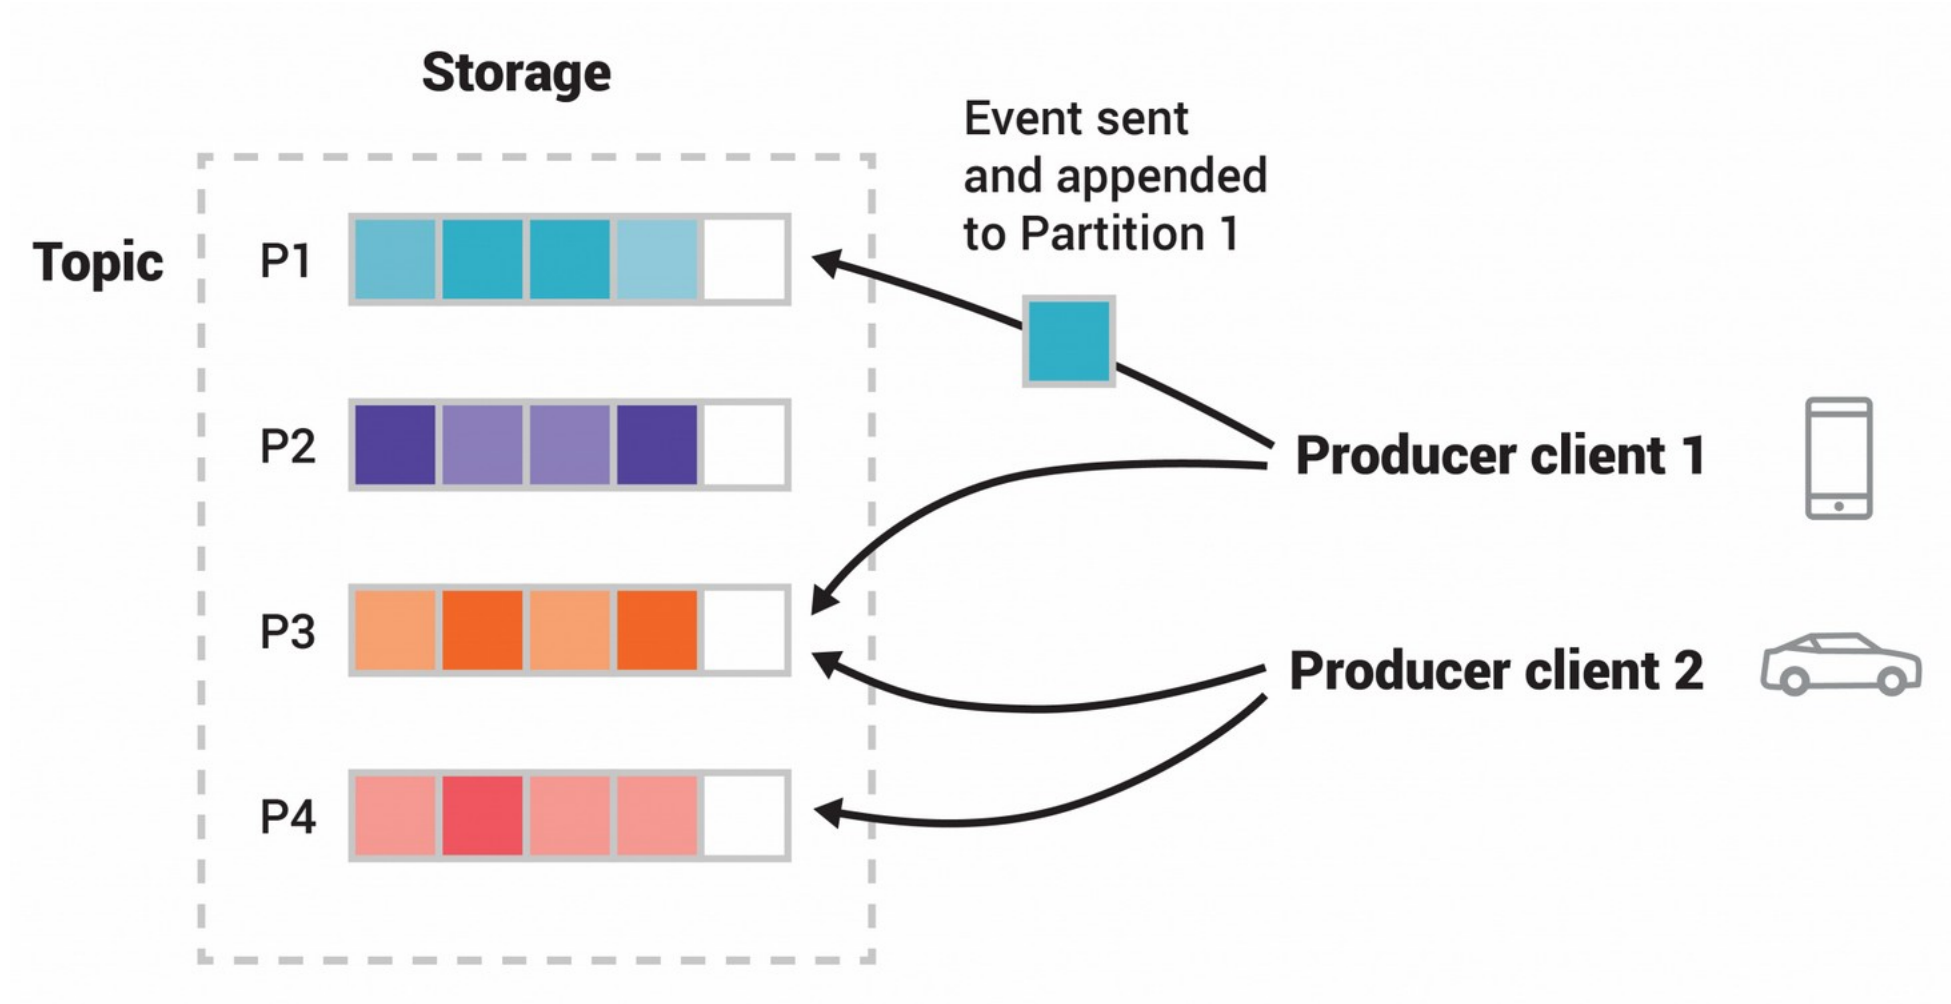 Storage
Event sent
and appended
to Partition 1
Topic
P1
P2
Producer client 1
P3
Producer client 2
P4